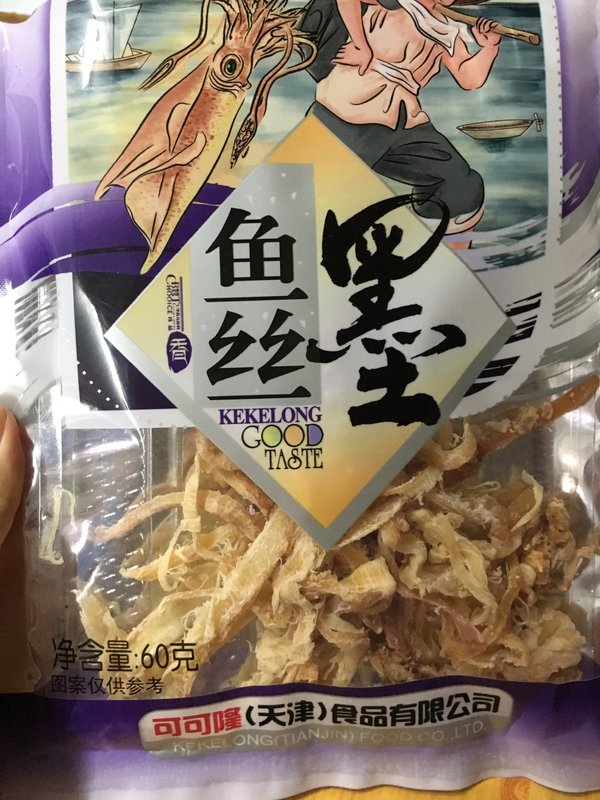 墨
鱼丝
KEKELONG
GOOD
TASTE
CHOOICE
净含量:60克
图案仅供参考
可可隆(天津)食品有限公司
KEKELONG(TIANJIN) FOOD CO.,LTD.